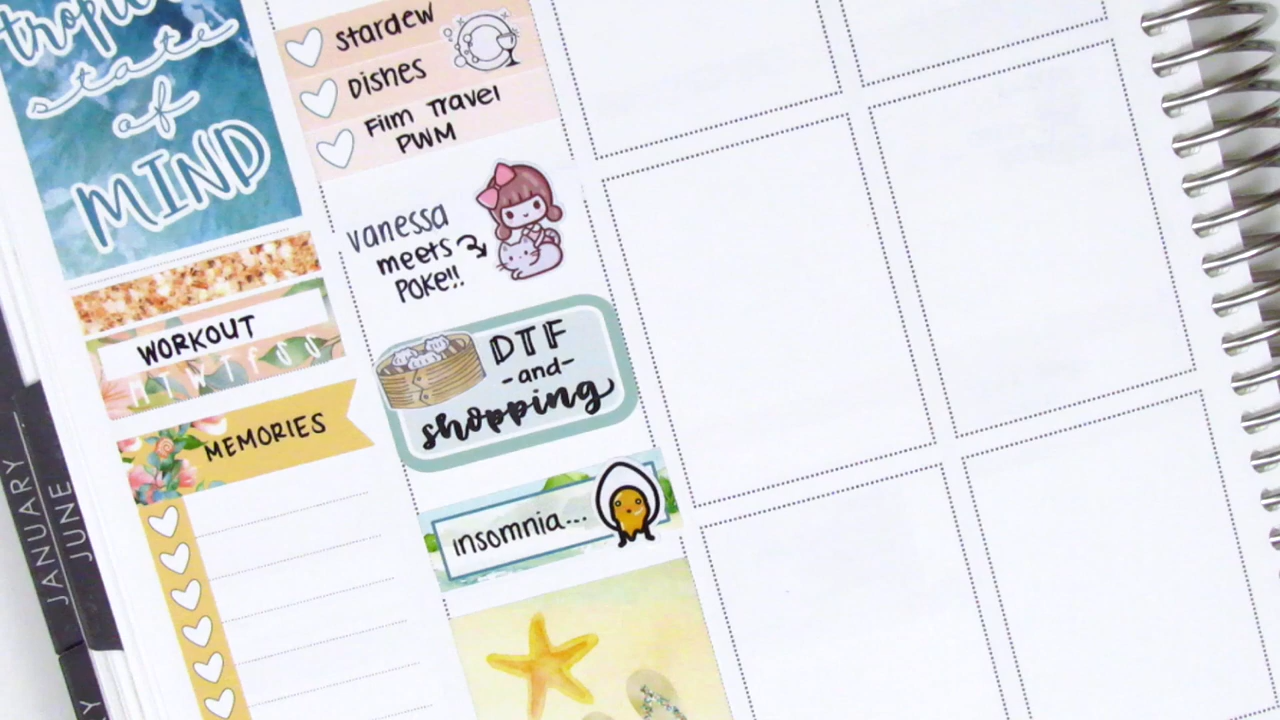 state
of
MIND
WORKOUT
M T W T F S S
MEMORIES
stardew
DISHES
Film Travel
PWM
vanessa
meets
POKE!!
DTF
-and-
shopping
insomnia...
JANUARY
JUNE